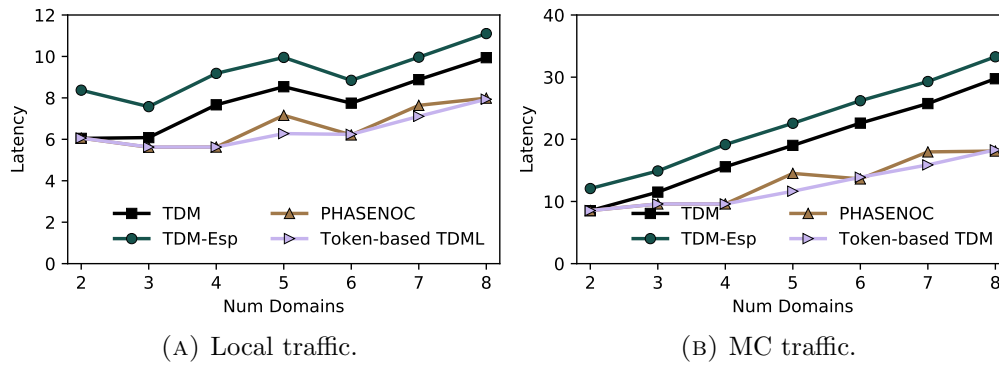 12
10
8
6
4
2
0
Latency
TDM
TDM-Esp
PHASENOC
Token-based TDML
2 3 4 5 6 7 8
Num Domains
(A) Local traffic.
40
30
20
10
0
Latency
TDM
TDM-Esp
PHASENOC
Token-based TDM
2 3 4 5 6 7 8
Num Domains
(B) MC traffic.